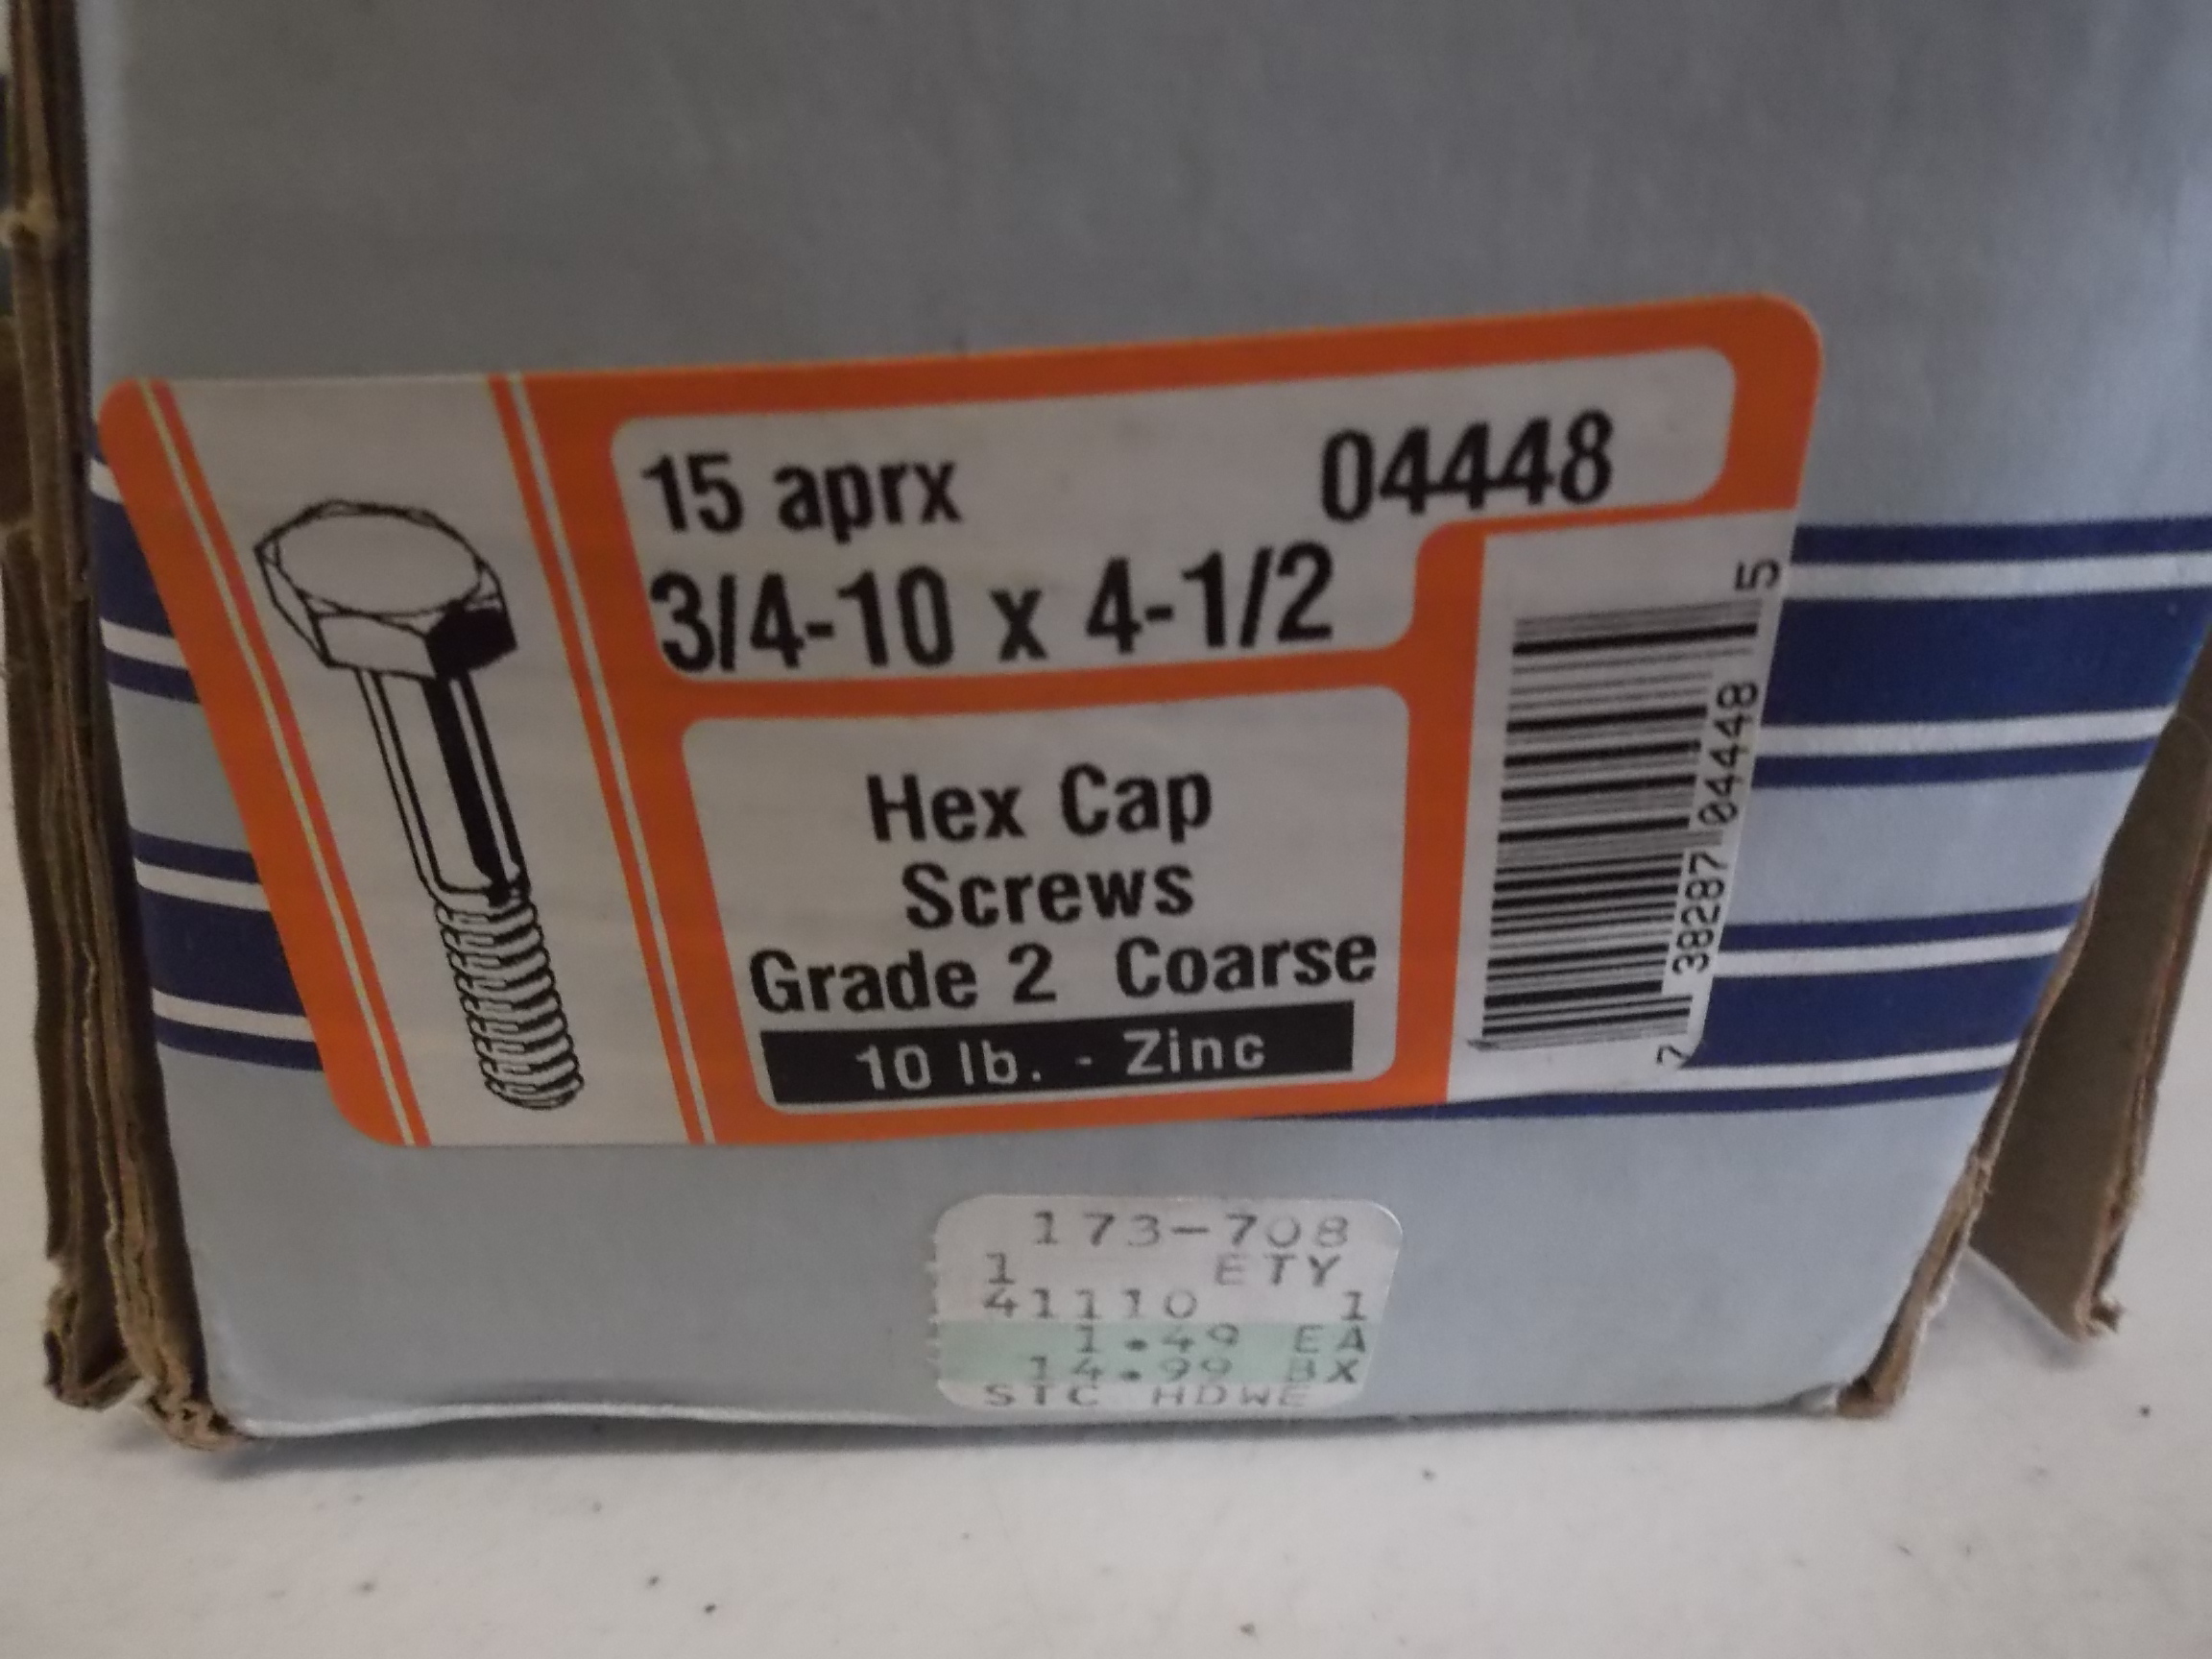 15 aprx 04448
3/4-10 x 4-1/2
Hex Cap
Screws
Grade 2 Coarse
10 lb. - Zinc
7 38287 04448 5
173-708
1 ETY
41110 1
1.49 EA
14.99 BX
STC HDWE